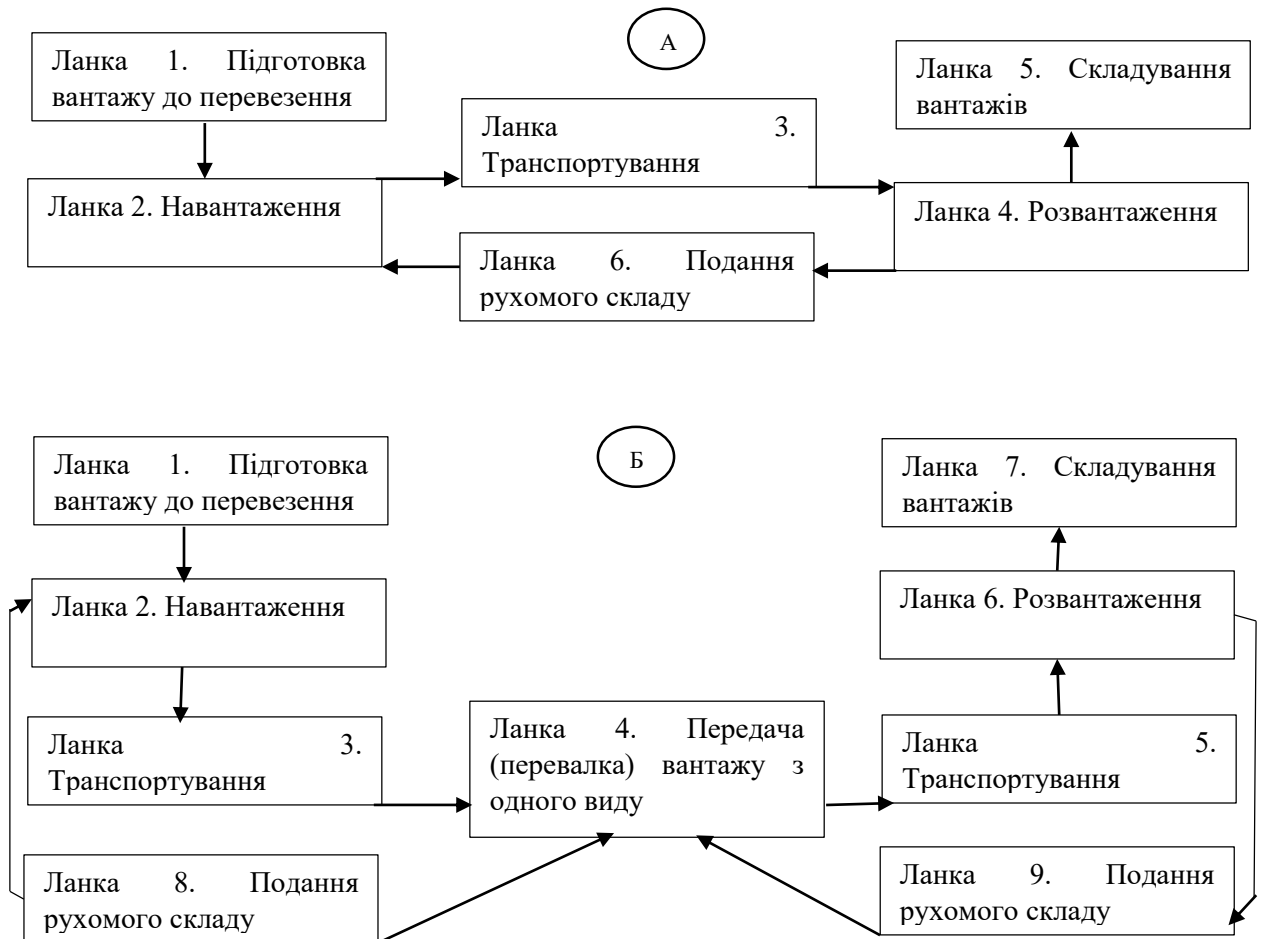 А
Ланка 1. Підготовка
вантажу до перевезення
Ланка 5. Складування
вантажів
Ланка 3.
Транспортування
Ланка 2. Навантаження
Ланка 4. Розвантаження
Ланка 6. Подання
рухомого складу
Б
Ланка 1. Підготовка
вантажу до перевезення
Ланка 7. Складування
вантажів
Ланка 2. Навантаження
Ланка 6. Розвантаження
Ланка 3.
Транспортування
Ланка 4. Передача
(перевалка) вантажу з
одного виду
Ланка 5.
Транспортування
Ланка 8. Подання
рухомого складу
Ланка 9. Подання
рухомого складу